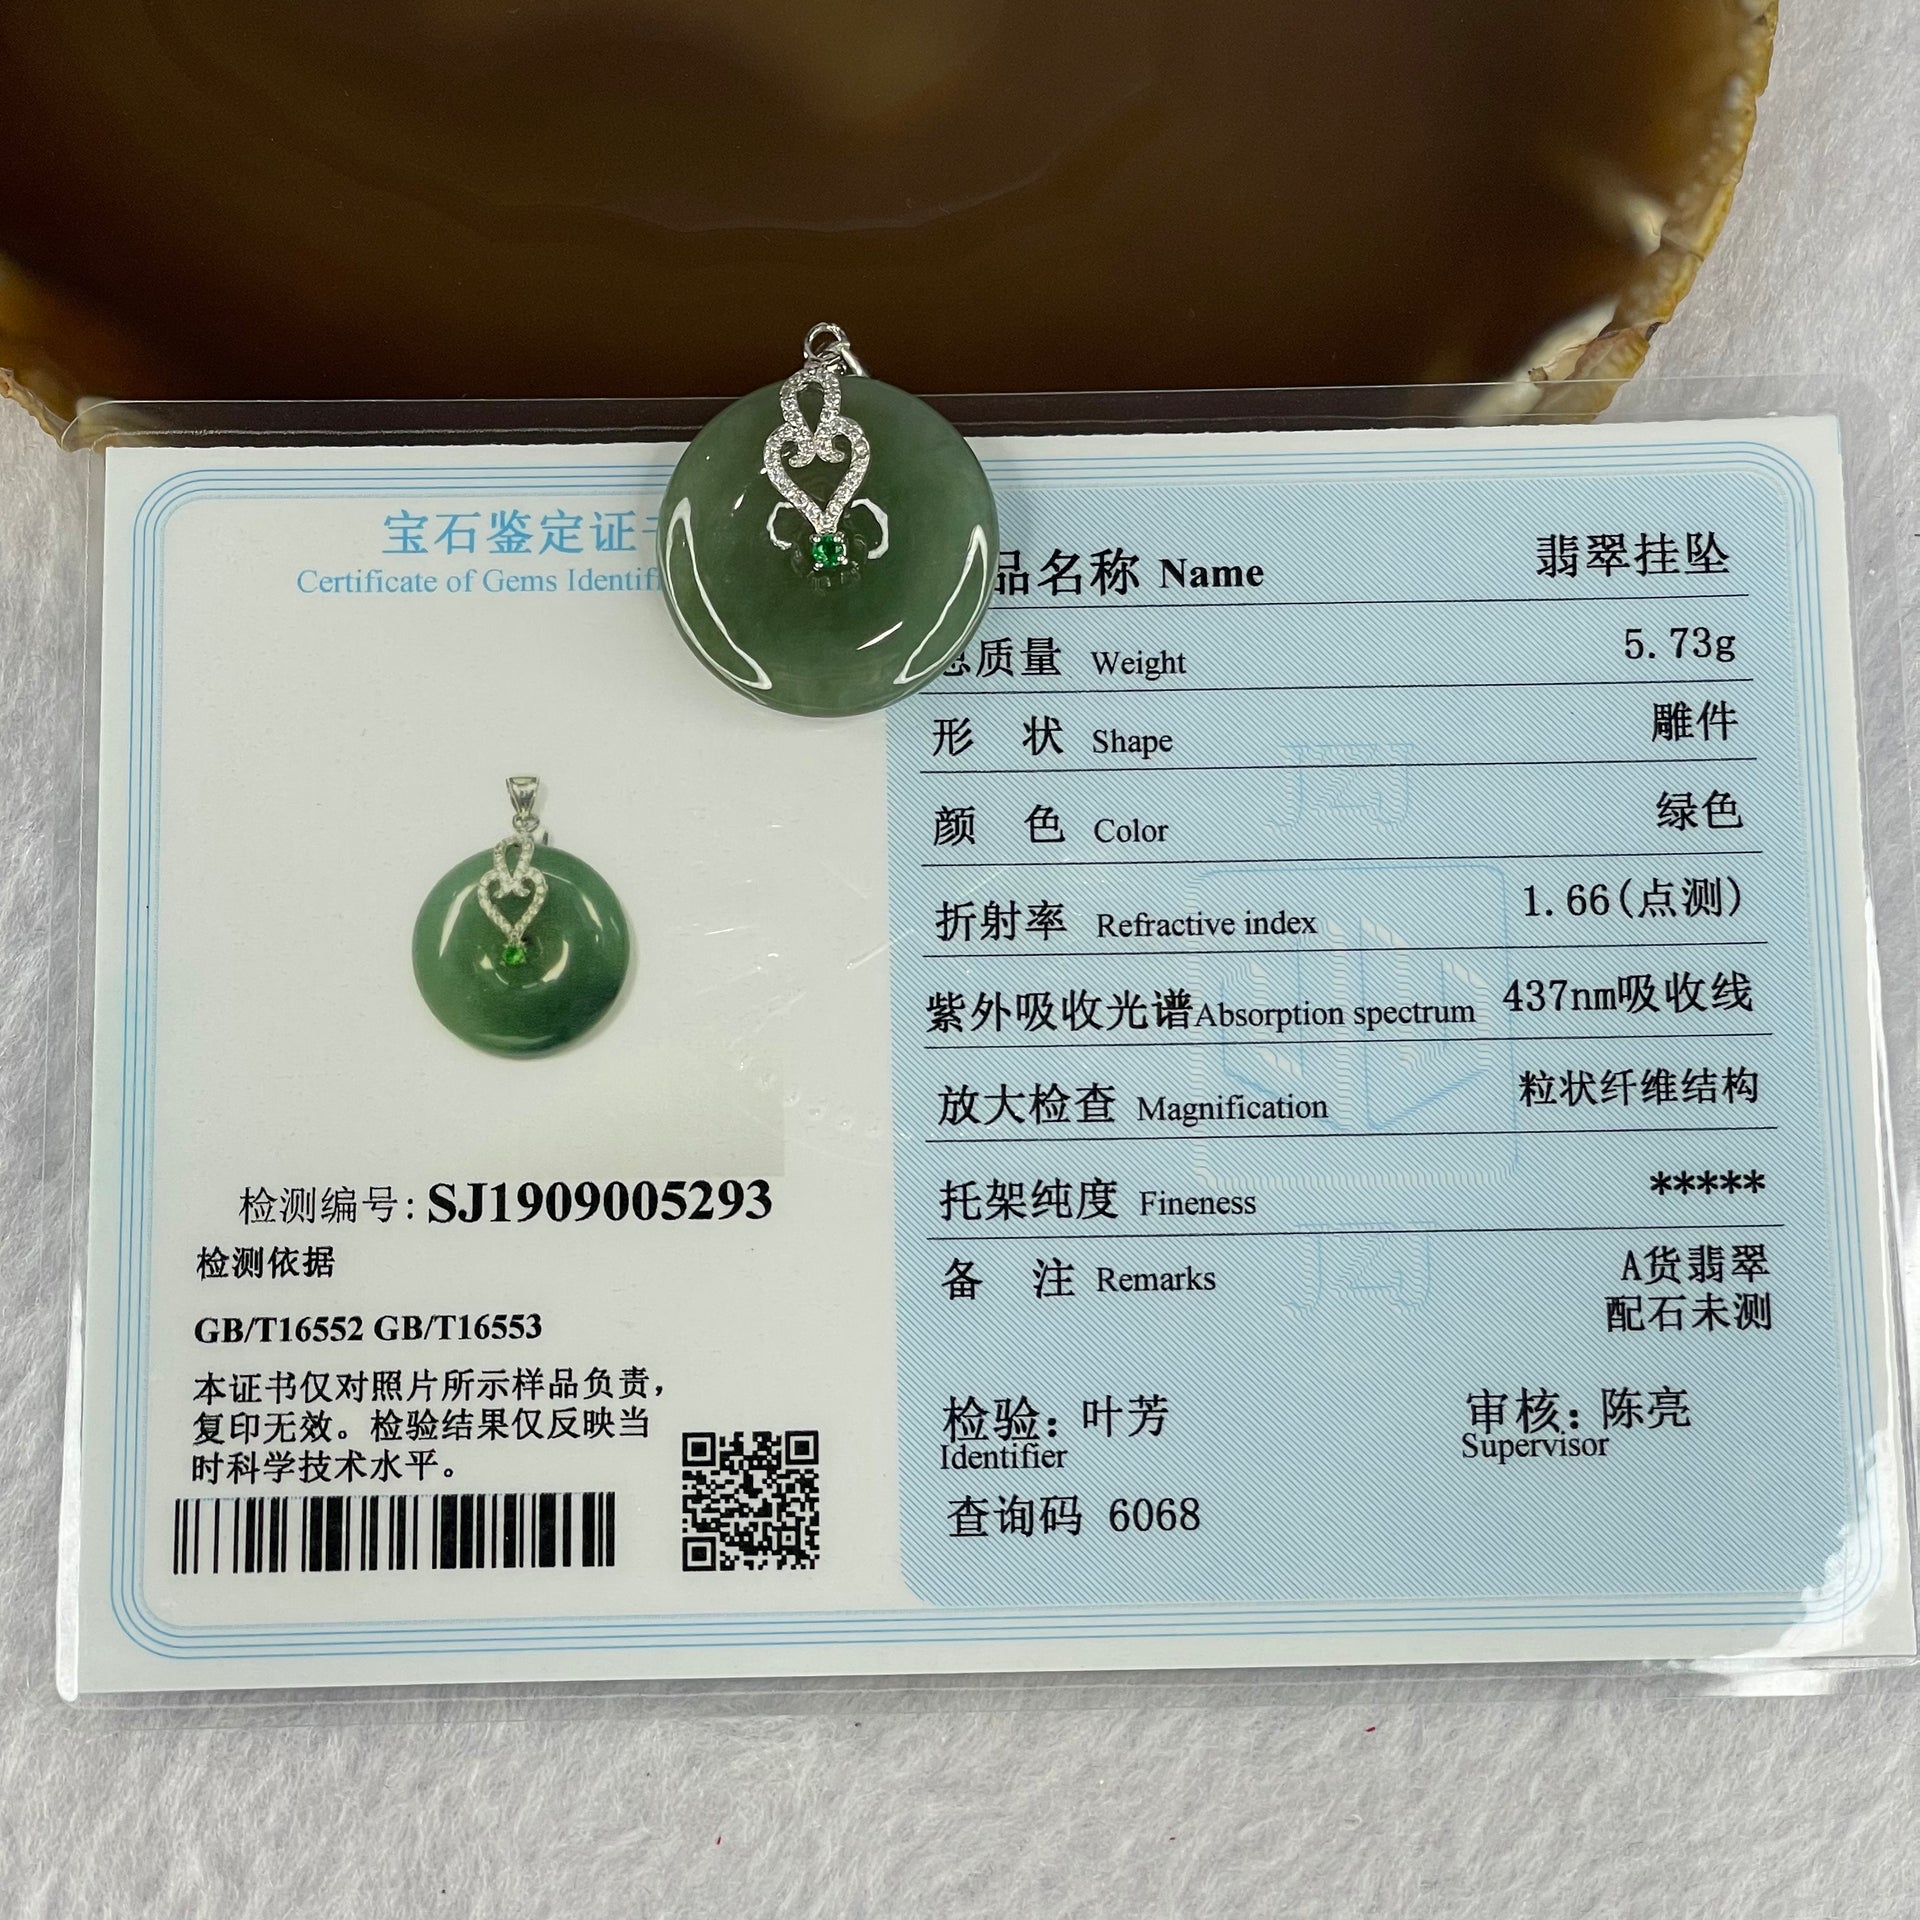 宝石鉴定证
Certificate of Gems Identif
品名称 Name 翡翠挂坠
总质量 Weight 5.73g
形 状 Shape 雕件
颜 色 Color 绿色
折射率 Refractive index 1.66(点测)
紫外吸收光谱Absorption spectrum 437nm吸收线
放大检查 Magnification 粒状纤维结构
托架纯度 Fineness *****
备 注 Remarks A货翡翠
配石未测
检验: 叶芳 审核: 陈亮
Identifier Supervisor
查询码 6068
检测编号: SJ1909005293
检测依据
GB/T16552 GB/T16553
本证书仅对照片所示样品负责,
复印无效。检验结果仅反映当
时科学技术水平。